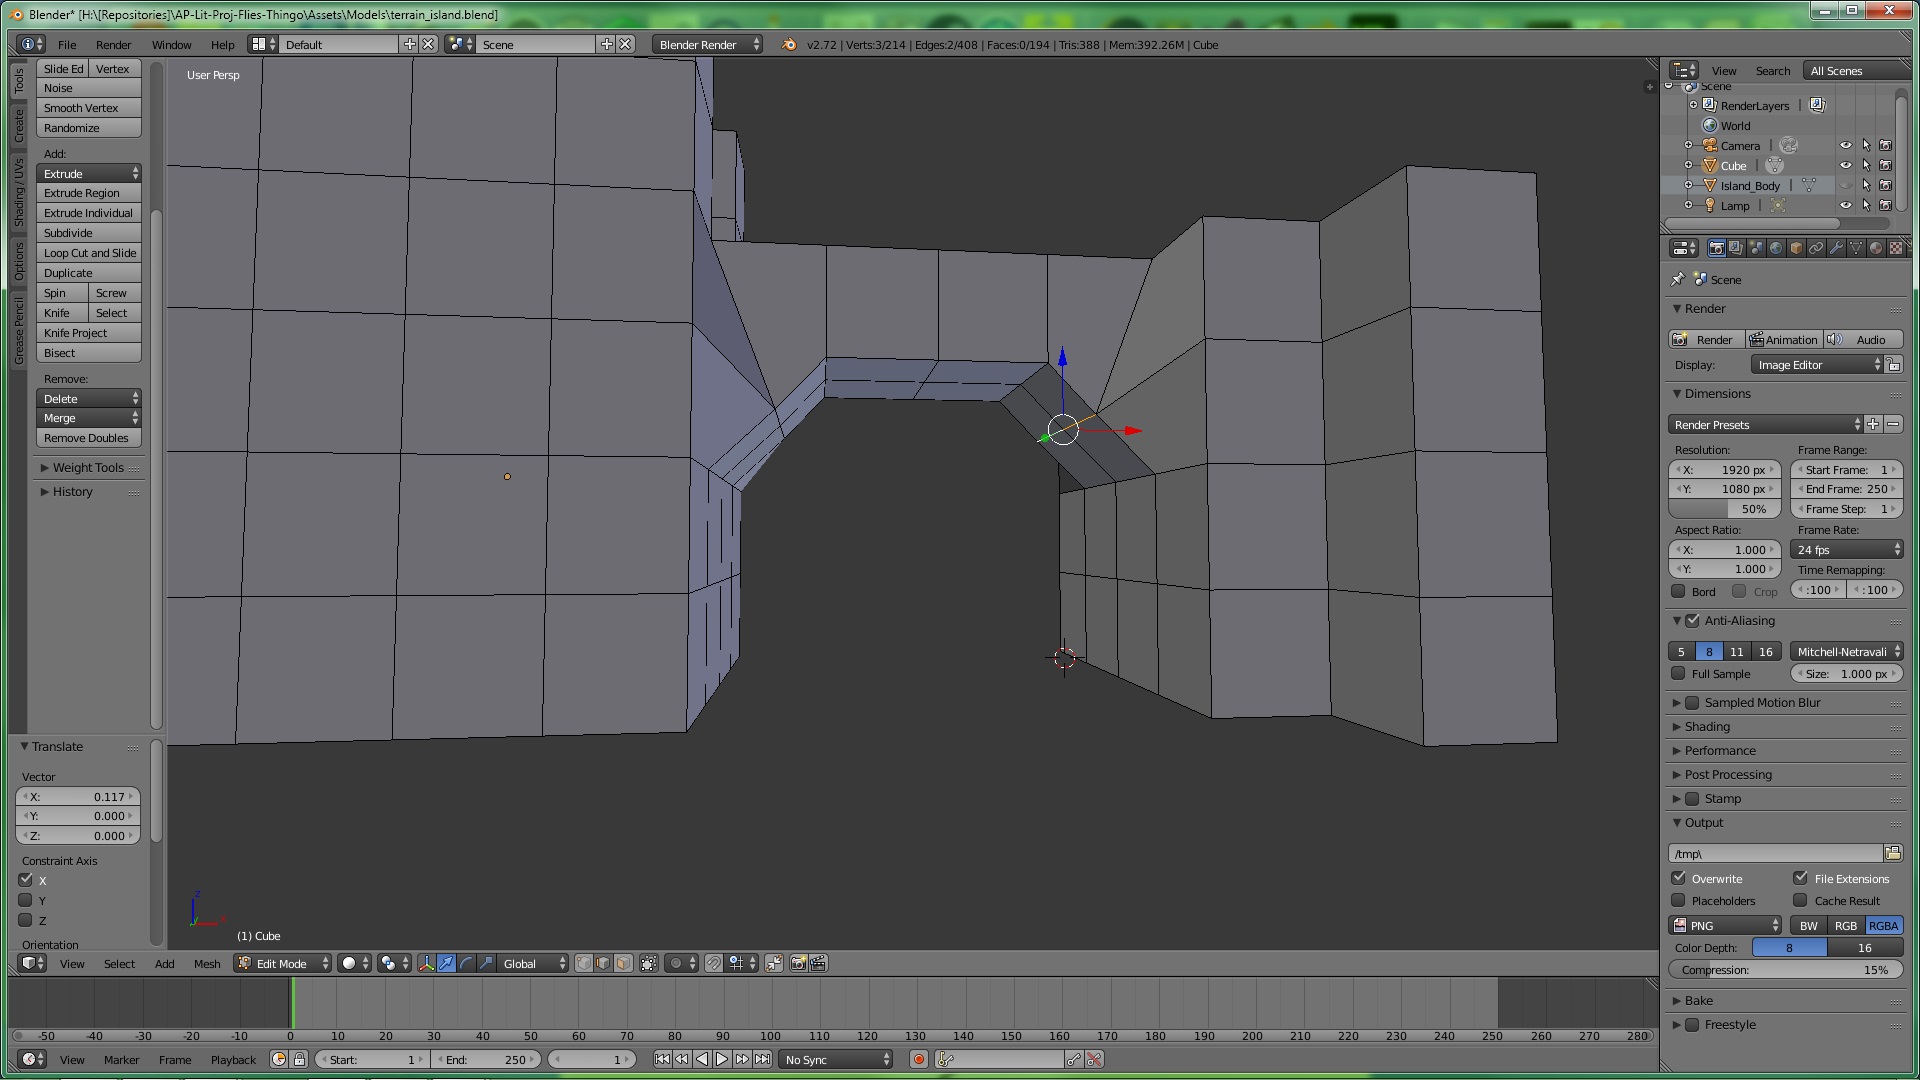 Blender* [H:\[Repositories]\AP-Lit-Proj-Flies-Thingo\Assets\Models\terrain_island.blend]
File Render Window Help Default Scene Blender Render v2.72 | Verts:3/214 | Edges:2/408 | Faces:0/194 | Tris:388 | Mem:392.26M | Cube
Tools
Create
Shading / UVs
Options
Grease Pencil
Slide Ed Vertex
Noise
Smooth Vertex
Randomize
Add:
Extrude
Extrude Region
Extrude Individual
Subdivide
Loop Cut and Slide
Duplicate
Spin Screw
Knife Select
Knife Project
Bisect
Remove:
Delete
Merge
Remove Doubles
Weight Tools
History
Translate
Vector
X: 0.117
Y: 0.000
Z: 0.000
Constraint Axis
X
Y
Z
Orientation
User Persp
z
x
y
(1) Cube
View Select Add Mesh Edit Mode Global
-50 -40 -30 -20 -10 0 10 20 30 40 50 60 70 80 90 100 110 120 130 140 150 160 170 180 190 200 210 220 230 240 250 260 270 280
View Marker Frame Playback Start: 1 End: 250 1 No Sync
View Search All Scenes
Scene
RenderLayers |
World
Camera |
Cube |
Island_Body |
Lamp |
Scene
Render
Render Animation Audio
Display: Image Editor
Dimensions
Render Presets
Resolution: Frame Range:
X: 1920 px Start Frame: 1
Y: 1080 px End Frame: 250
50% Frame Step: 1
Aspect Ratio: Frame Rate:
X: 1.000 24 fps
Y: 1.000 Time Remapping:
Bord Crop :100 :100
Anti-Aliasing
5 8 11 16 Mitchell-Netravali
Full Sample Size: 1.000 px
Sampled Motion Blur
Shading
Performance
Post Processing
Stamp
Output
/tmp\
Overwrite File Extensions
Placeholders Cache Result
PNG BW RGB RGBA
Color Depth: 8 16
Compression: 15%
Bake
Freestyle